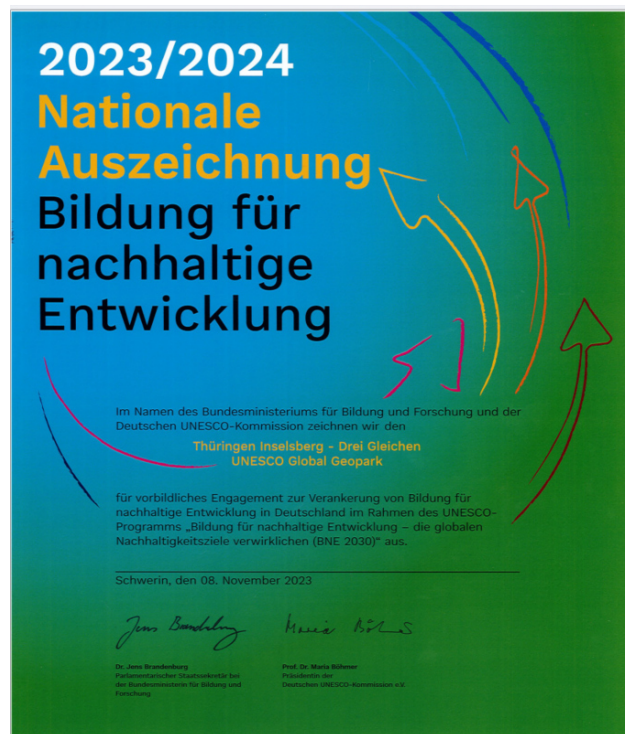 2023/2024
Nationale
Auszeichnung
Bildung für
nachhaltige
Entwicklung
Im Namen des Bundesministeriums für Bildung und Forschung und der
Deutschen UNESCO-Kommission zeichnen wir den
Thüringen Inselsberg - Drei Gleichen
UNESCO Global Geopark
für vorbildliches Engagement zur Verankerung von Bildung für
nachhaltige Entwicklung in Deutschland im Rahmen des UNESCO-
Programms „Bildung für nachhaltige Entwicklung – die globalen
Nachhaltigkeitsziele verwirklichen (BNE 2030)“ aus.
Schwerin, den 08. November 2023
Jens Brandenburg Maria Böhmer
Dr. Jens Brandenburg
Parlamentarischer Staatssekretär bei
der Bundesministerin für Bildung und
Forschung
Prof. Dr. Maria Böhmer
Präsidentin der
Deutschen UNESCO-Kommission e.V.